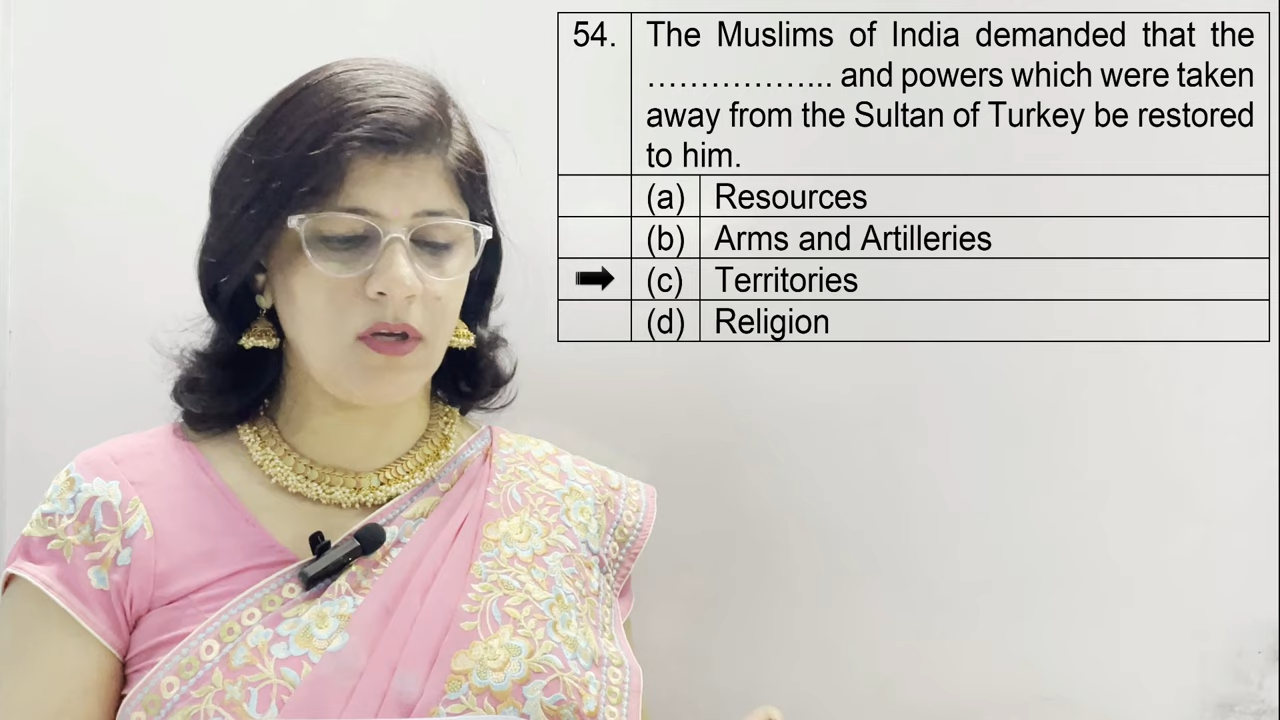 54. The Muslims of India demanded that the
……………….. and powers which were taken
away from the Sultan of Turkey be restored
to him.
(a) Resources
(b) Arms and Artilleries
(c) Territories
(d) Religion